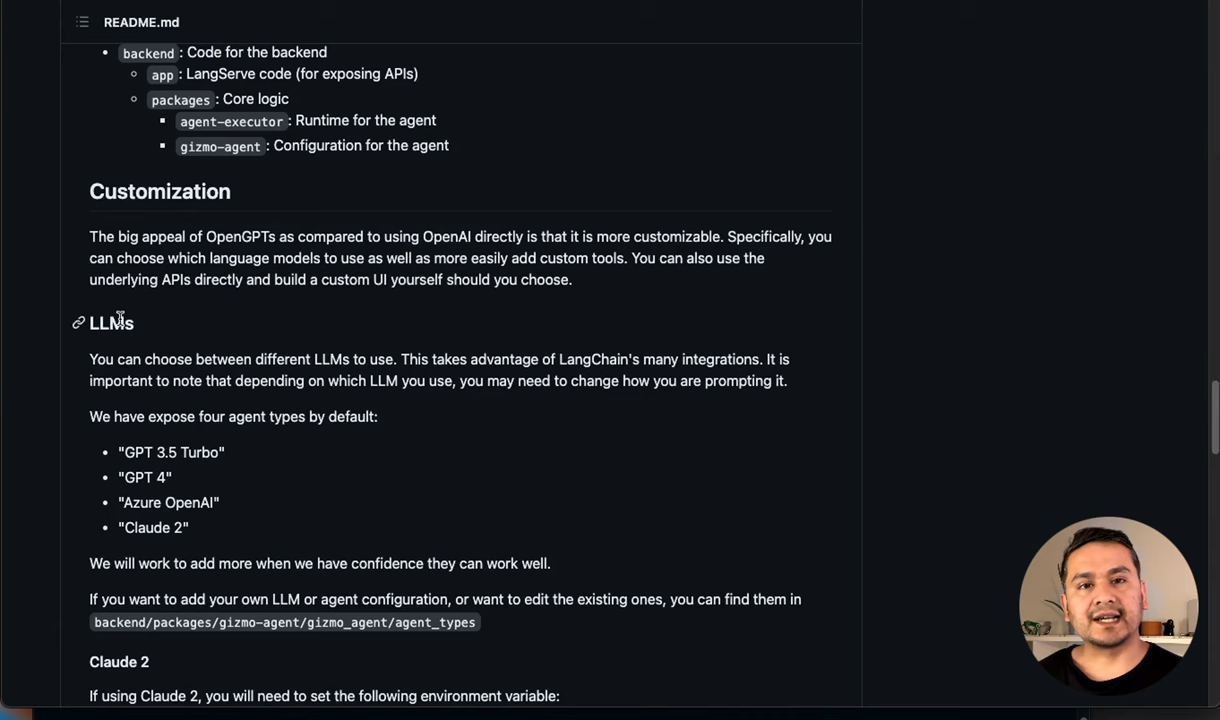 README.md
backend: Code for the backend
app: LangServe code (for exposing APIs)
packages: Core logic
agent-executor: Runtime for the agent
gizmo-agent: Configuration for the agent
Customization
The big appeal of OpenGPTs as compared to using OpenAI directly is that it is more customizable. Specifically, you
can choose which language models to use as well as more easily add custom tools. You can also use the
underlying APIs directly and build a custom UI yourself should you choose.
LLMs
You can choose between different LLMs to use. This takes advantage of LangChain's many integrations. It is
important to note that depending on which LLM you use, you may need to change how you are prompting it.
We have expose four agent types by default:
"GPT 3.5 Turbo"
"GPT 4"
"Azure OpenAI"
"Claude 2"
We will work to add more when we have confidence they can work well.
If you want to add your own LLM or agent configuration, or want to edit the existing ones, you can find them in
backend/packages/gizmo-agent/gizmo_agent/agent_types
Claude 2
If using Claude 2, you will need to set the following environment variable: